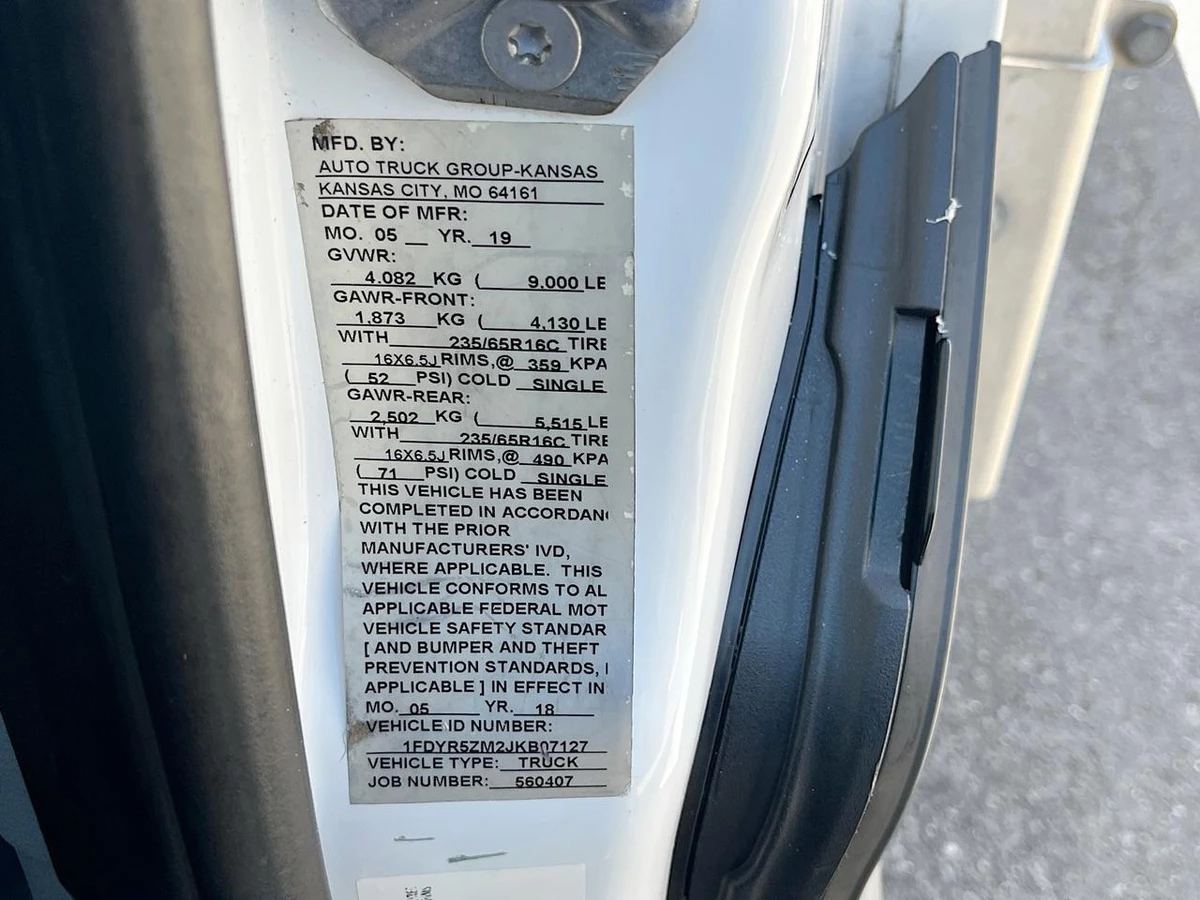 MFD. BY:
AUTO TRUCK GROUP-KANSAS
KANSAS CITY, MO 64161
DATE OF MFR:
MO. 05 YR. 19
GVWR:
4.082 KG ( 9.000 LE
GAWR-FRONT:
1,873 KG ( 4,130 LE
WITH 235/65R16C TIRE
16X6.5J RIMS,@ 359 KPA
( 52 PSI) COLD SINGLE
GAWR-REAR:
2,502 KG ( 5,515 LE
WITH 235/65R16C TIRE
16X6.5J RIMS,@ 490 KPA
( 71 PSI) COLD SINGLE
THIS VEHICLE HAS BEEN
COMPLETED IN ACCORDAN
WITH THE PRIOR
MANUFACTURERS' IVD,
WHERE APPLICABLE. THIS
VEHICLE CONFORMS TO AL
APPLICABLE FEDERAL MOT
VEHICLE SAFETY STANDAR
[ AND BUMPER AND THEFT
PREVENTION STANDARDS, I
APPLICABLE ] IN EFFECT IN
MO. 05 YR. 18
VEHICLE ID NUMBER:
1FDYR5ZM2JKB07127
VEHICLE TYPE: TRUCK
JOB NUMBER: 560407